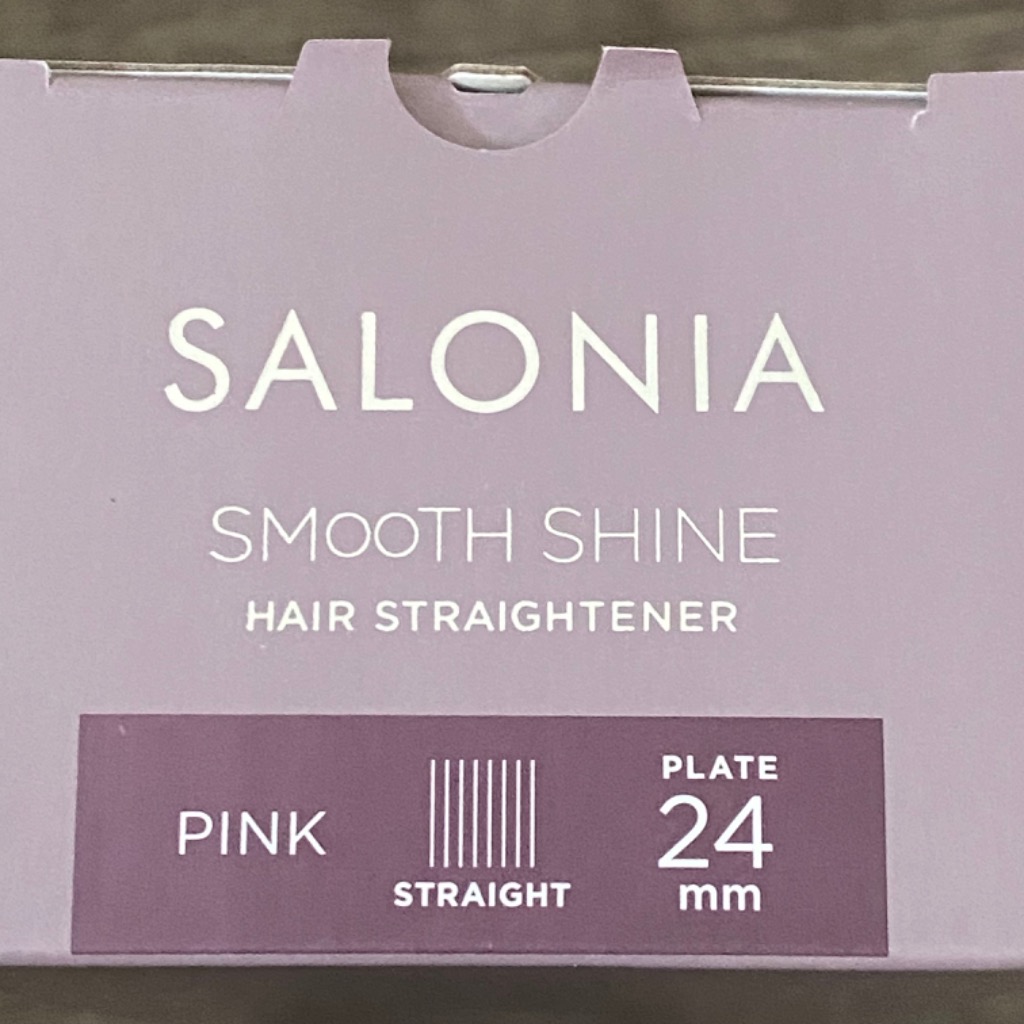 SALONIA
SMOOTH SHINE
HAIR STRAIGHTENER
PINK
STRAIGHT
PLATE
24
mm